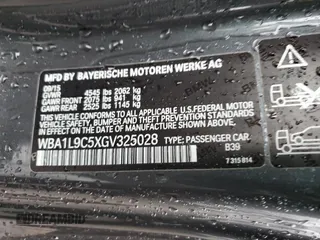 MFD BY BAYERISCHE MOTOREN WERKE AG
09/15
GVWR 4545 lbs 2062 kg
GAWR FRONT 2075 lbs 941 kg
GAWR REAR 2525 lbs 1145 kg
THIS VEHICLE CONFORMS TO ALL APPLICABLE
U.S.FEDERAL MOTOR
VEHICLE SAFETY, BUMPER, AND THEFT
PREVENTION STANDARDS IN EFFECT ON THE
DATE OF MANUFACTURE SHOWN ABOVE.
WBA1L9C5XGV325028 TYPE: PASSENGER CAR
B39
7 315 814